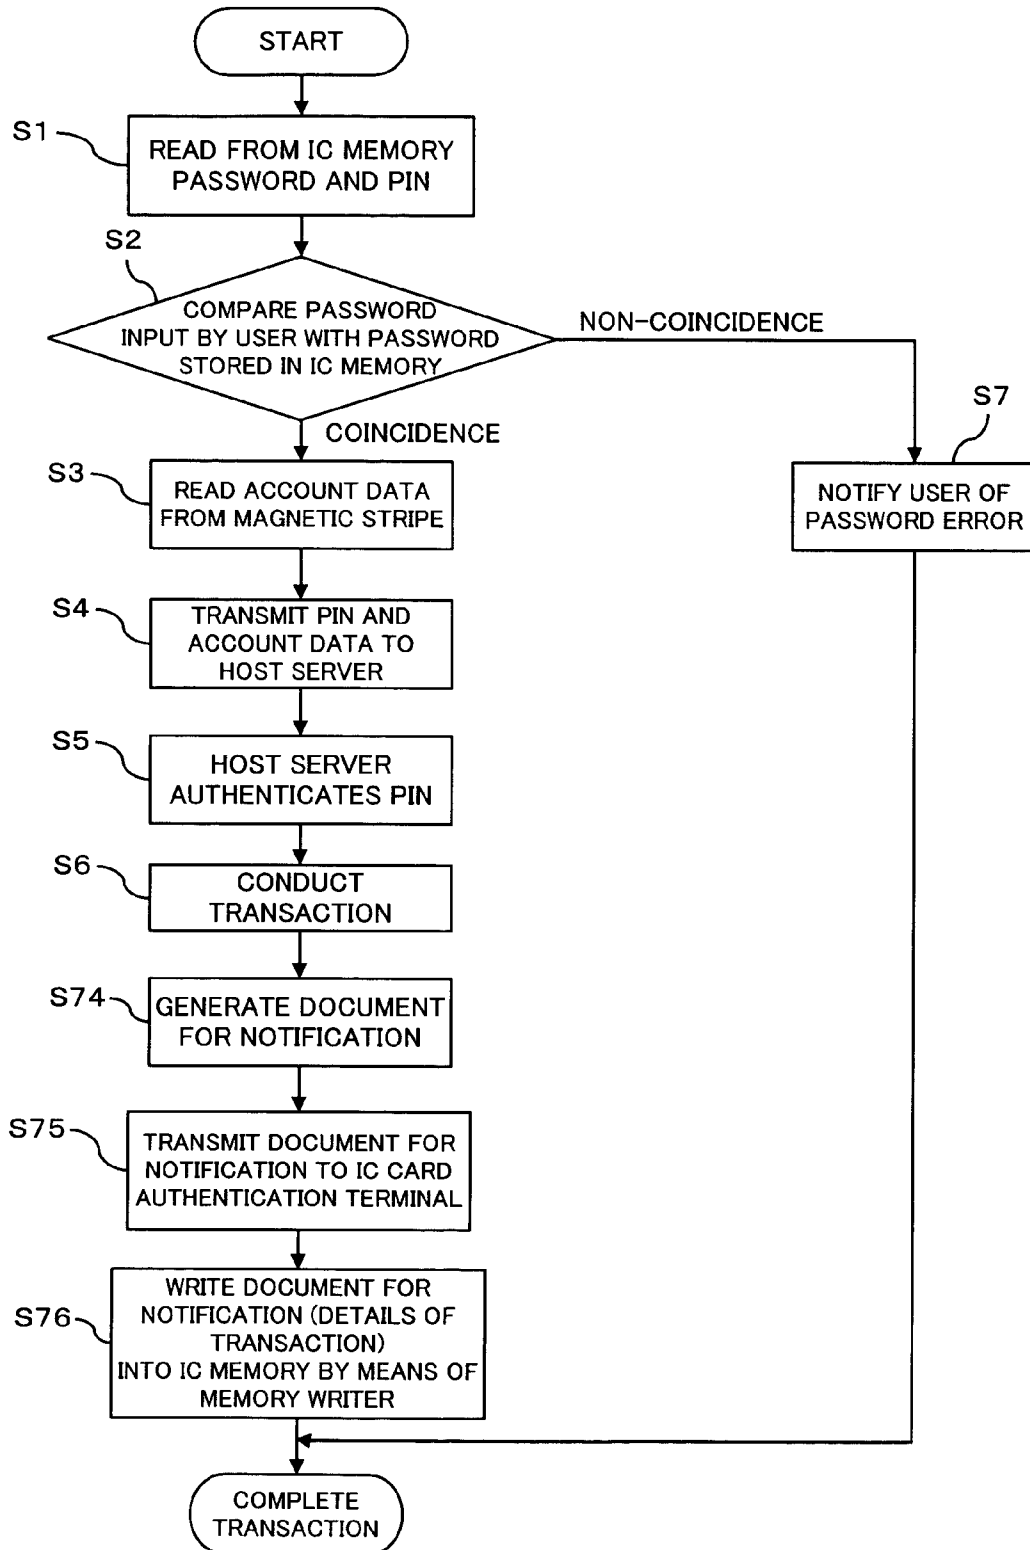 START
S1
READ FROM IC MEMORY
PASSWORD AND PIN
S2
COMPARE PASSWORD
INPUT BY USER WITH PASSWORD
STORED IN IC MEMORY
NON-COINCIDENCE
COINCIDENCE
S7
NOTIFY USER OF
PASSWORD ERROR
S3
READ ACCOUNT DATA
FROM MAGNETIC STRIPE
S4
TRANSMIT PIN AND
ACCOUNT DATA TO
HOST SERVER
S5
HOST SERVER
AUTHENTICATES PIN
S6
CONDUCT
TRANSACTION
S74
GENERATE DOCUMENT
FOR NOTIFICATION
S75
TRANSMIT DOCUMENT FOR
NOTIFICATION TO IC CARD
AUTHENTICATION TERMINAL
S76
WRITE DOCUMENT FOR
NOTIFICATION (DETAILS OF
TRANSACTION)
INTO IC MEMORY BY MEANS OF
MEMORY WRITER
COMPLETE
TRANSACTION